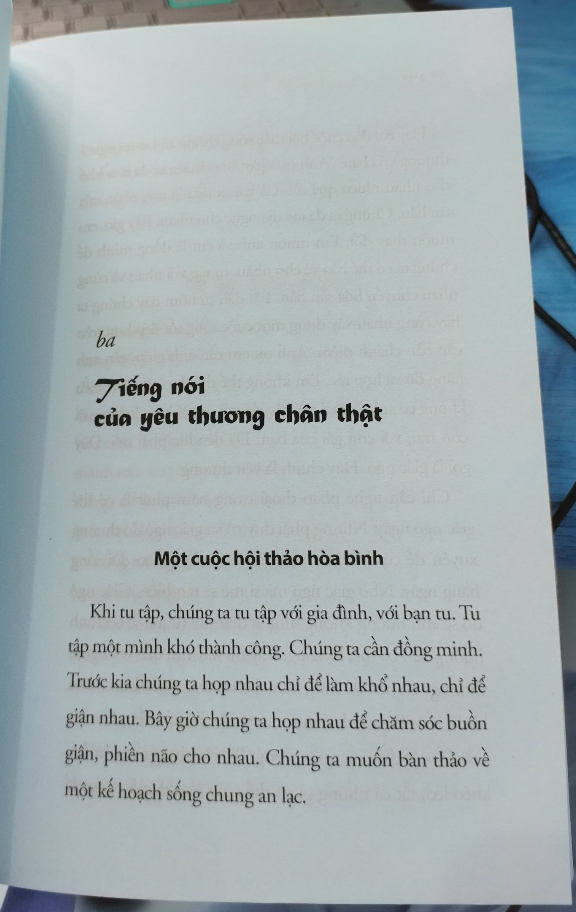 ba
Tiếng nói
của yêu thương chân thật
Một cuộc hội thảo hòa bình
Khi tu tập, chúng ta tu tập với gia đình, với bạn tu. Tu
tập một mình khó thành công. Chúng ta cần đồng minh.
Trước kia chúng ta họp nhau chỉ để làm khổ nhau, chỉ để
giận nhau. Bây giờ chúng ta họp nhau để chăm sóc buồn
giận, phiền não cho nhau. Chúng ta muốn bàn thảo về
một kế hoạch sống chung an lạc.